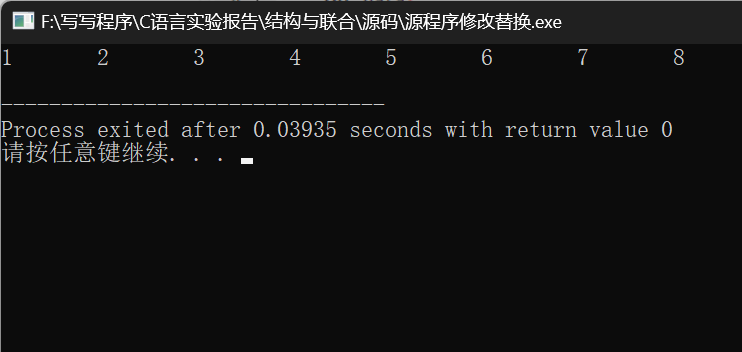 F:\写写程序\C语言实验报告\结构与联合\源码\源程序修改替换.exe
1 2 3 4 5 6 7 8
--------------------------------
Process exited after 0.03935 seconds with return value 0
请按任意键继续. . .